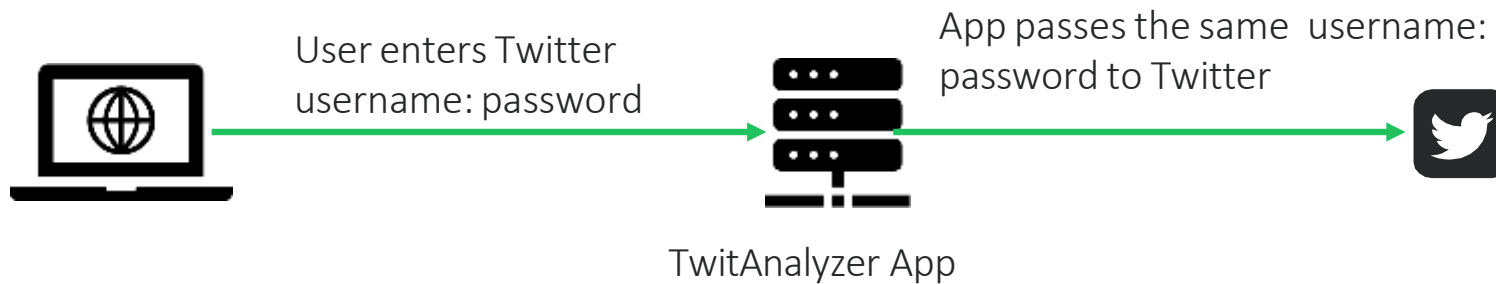 User enters Twitter
username: password
App passes the same username:
password to Twitter
TwitAnalyzer App